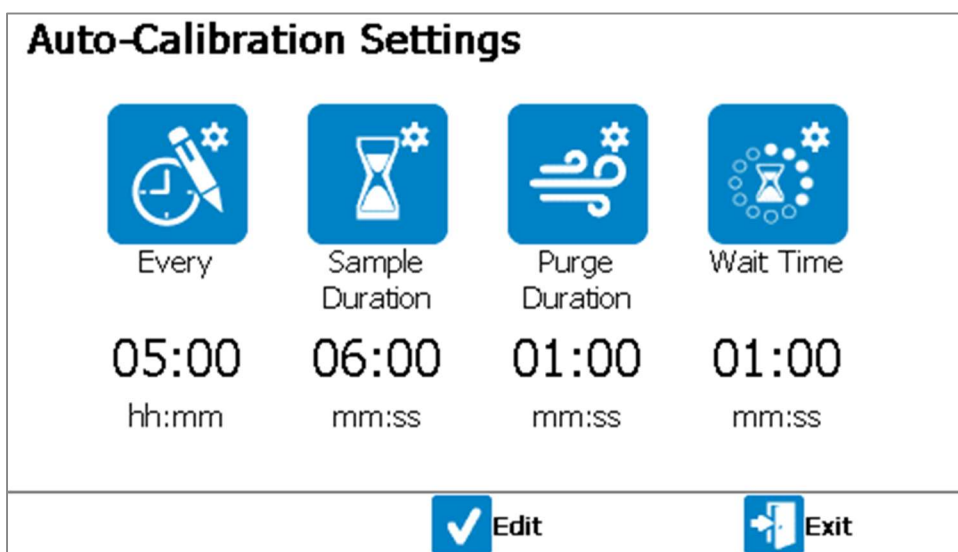 Auto-Calibration Settings
Every
Sample
Duration
Purge
Duration
Wait Time
05:00
06:00
01:00
01:00
hh:mm
mm:ss
mm:ss
mm:ss
Edit
Exit